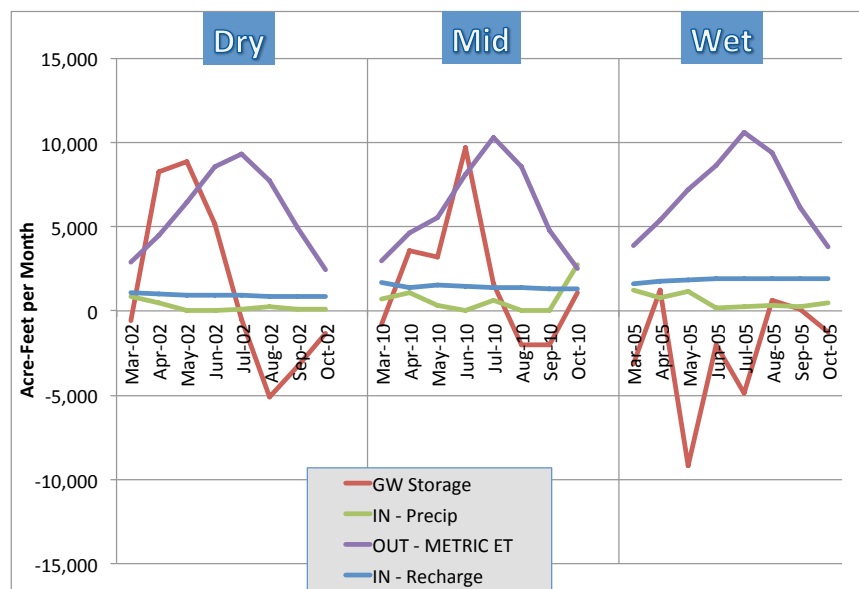 Dry
Mid
Wet
Acre-Feet per Month
15,000
10,000
5,000
0
-5,000
-10,000
-15,000
Mar-02
Apr-02
May-02
Jun-02
Jul-02
Aug-02
Sep-02
Oct-02
Mar-10
Apr-10
May-10
Jun-10
Jul-10
Aug-10
Sep-10
Oct-10
Mar-05
Apr-05
May-05
Jun-05
Jul-05
Aug-05
Sep-05
Oct-05
GW Storage
IN - Precip
OUT - METRIC ET
IN - Recharge